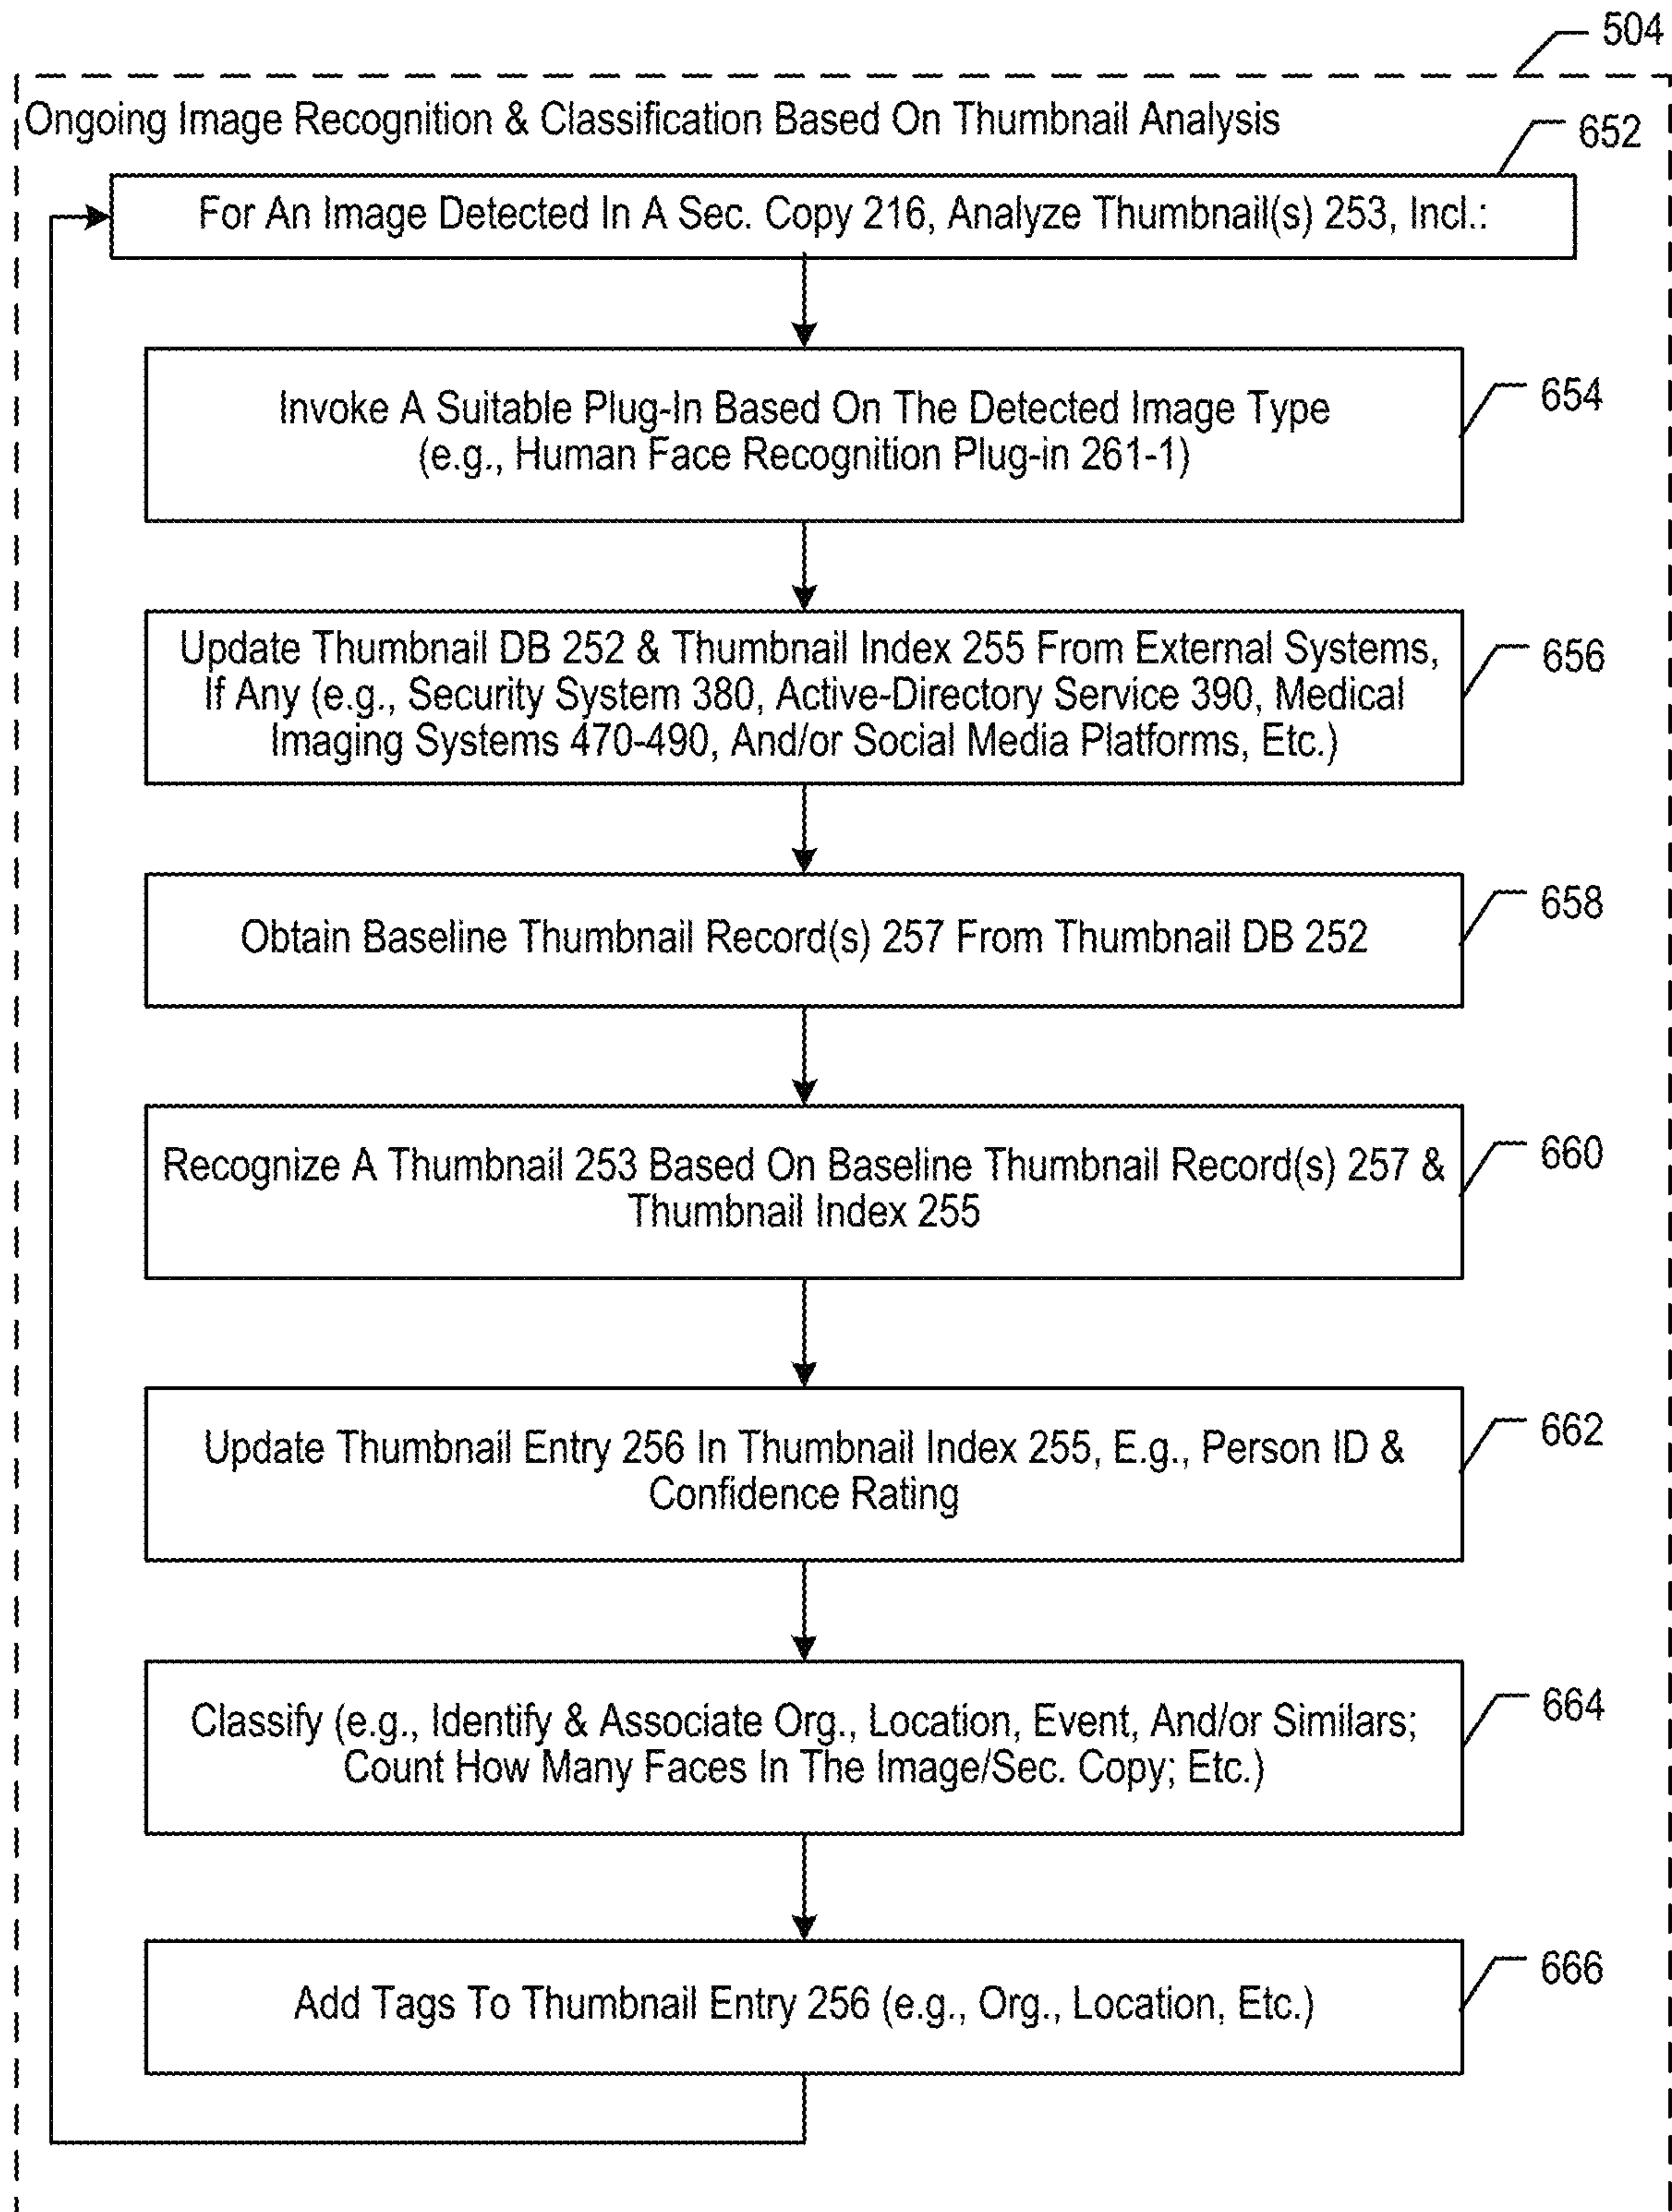 504
Ongoing Image Recognition & Classification Based On Thumbnail Analysis
652
For An Image Detected In A Sec. Copy 216, Analyze Thumbnail(s) 253, Incl.:
Invoke A Suitable Plug-In Based On The Detected Image Type
(e.g., Human Face Recognition Plug-in 261-1)
654
Update Thumbnail DB 252 & Thumbnail Index 255 From External Systems,
If Any (e.g., Security System 380, Active-Directory Service 390, Medical
Imaging Systems 470-490, And/or Social Media Platforms, Etc.)
656
Obtain Baseline Thumbnail Record(s) 257 From Thumbnail DB 252
658
Recognize A Thumbnail 253 Based On Baseline Thumbnail Record(s) 257 &
Thumbnail Index 255
660
Update Thumbnail Entry 256 In Thumbnail Index 255, E.g., Person ID &
Confidence Rating
662
Classify (e.g., Identify & Associate Org., Location, Event, And/or Similars;
Count How Many Faces In The Image/Sec. Copy; Etc.)
664
Add Tags To Thumbnail Entry 256 (e.g., Org., Location, Etc.)
666